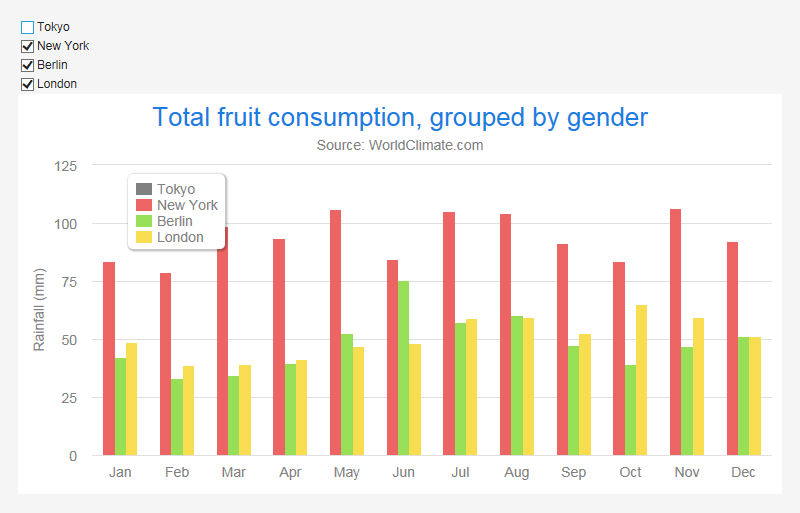 Tokyo
New York
Berlin
London
Total fruit consumption, grouped by gender
Source: WorldClimate.com
Rainfall (mm)
125
100
75
50
25
0
Tokyo
New York
Berlin
London
Jan Feb Mar Apr May Jun Jul Aug Sep Oct Nov Dec